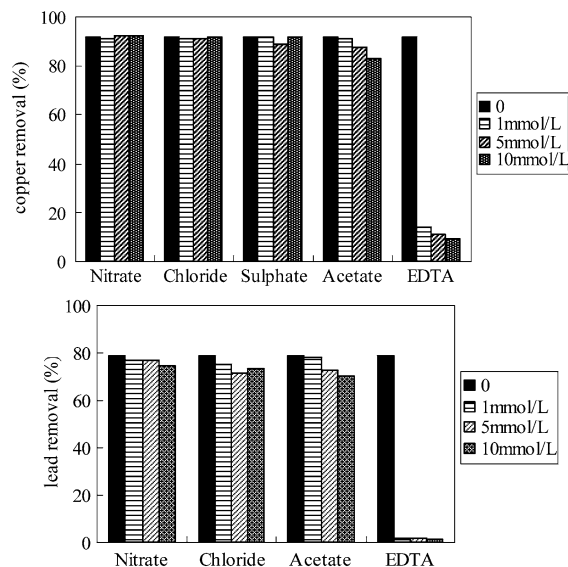 100
80
60
40
20
0
copper removal (%)
Nitrate Chloride Sulphate Acetate EDTA
0
1mmol/L
5mmol/L
10mmol/L
100
80
60
40
20
0
lead removal (%)
Nitrate Chloride Acetate EDTA
0
1mmol/L
5mmol/L
10mmol/L